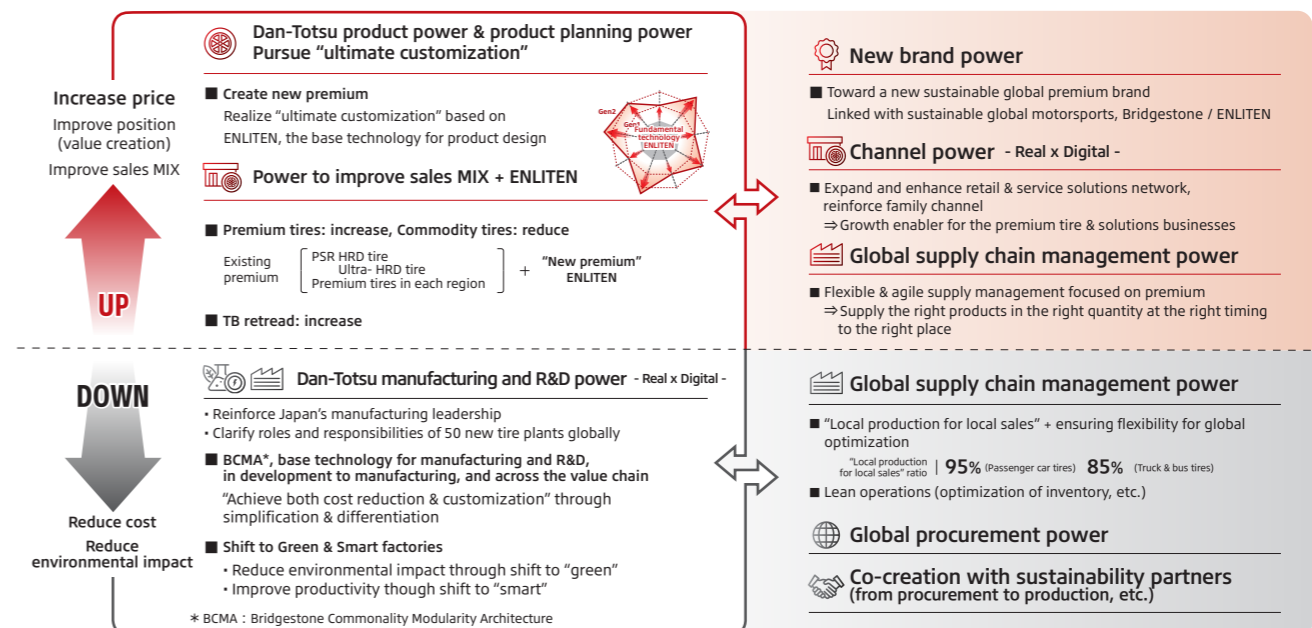 Increase price
Improve position
(value creation)
Improve sales MIX
UP
Dan-Totsu product power & product planning power
Pursue “ultimate customization”
■ Create new premium
Realize “ultimate customization” based on
ENLITEN, the base technology for product design
Gen2
Gen1
Fundamental
technology
ENLITEN
Power to improve sales MIX + ENLITEN
■ Premium tires: increase, Commodity tires: reduce
Existing
premium
PSR HRD tire
Ultra- HRD tire
Premium tires in each region
+
“New premium”
ENLITEN
■ TB retread: increase
New brand power
■ Toward a new sustainable global premium brand
Linked with sustainable global motorsports, Bridgestone / ENLITEN
Channel power - Real x Digital -
■ Expand and enhance retail & service solutions network,
reinforce family channel
⇒Growth enabler for the premium tire & solutions businesses
Global supply chain management power
■ Flexible & agile supply management focused on premium
⇒Supply the right products in the right quantity at the right timing
to the right place
DOWN
Reduce cost
Reduce
environmental impact
Dan-Totsu manufacturing and R&D power - Real x Digital -
・Reinforce Japan’s manufacturing leadership
・Clarify roles and responsibilities of 50 new tire plants globally
■ BCMA*, base technology for manufacturing and R&D,
in development to manufacturing, and across the value chain
“Achieve both cost reduction & customization” through
simplification & differentiation
■ Shift to Green & Smart factories
・Reduce environmental impact through shift to “green”
・Improve productivity though shift to “smart”
＊BCMA：Bridgestone Commonality Modularity Architecture
Global supply chain management power
■ “Local production for local sales” + ensuring flexibility for global
optimization
“Local production
for local sales” ratio
95% (Passenger car tires) 85% (Truck & bus tires)
■ Lean operations (optimization of inventory, etc.)
Global procurement power
Co-creation with sustainability partners
(from procurement to production, etc.)